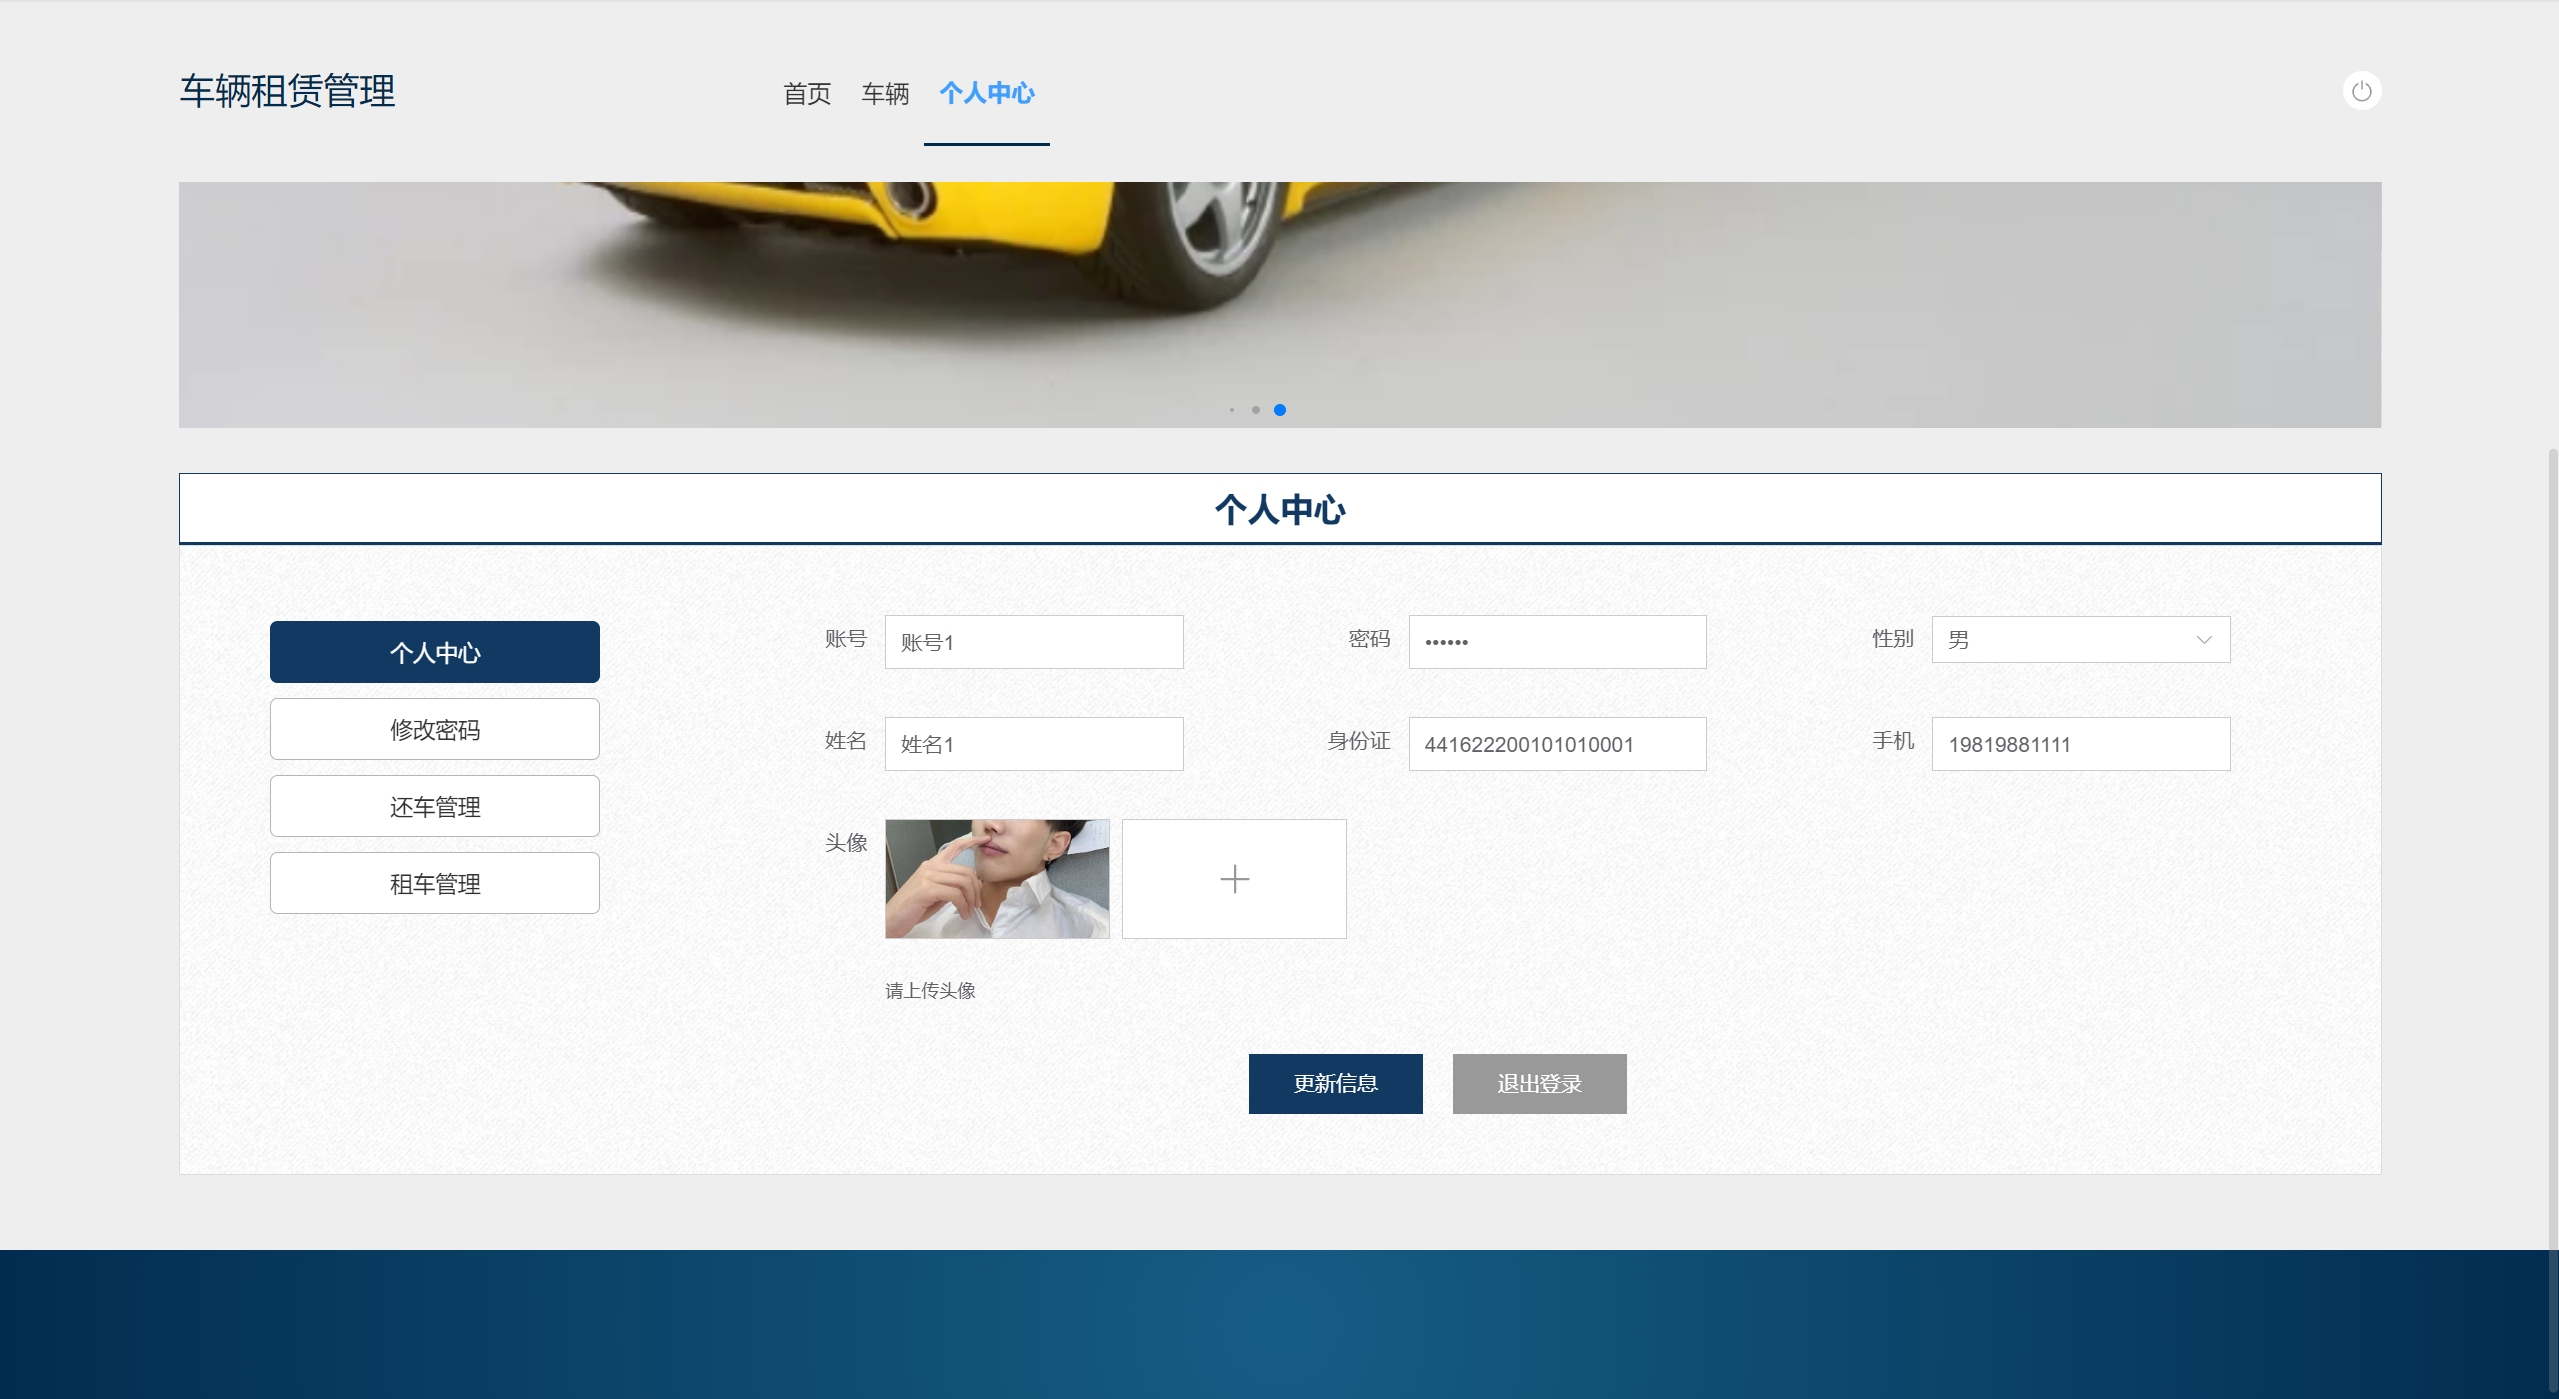 车辆租赁管理
首页 车辆 个人中心
个人中心
个人中心
修改密码
还车管理
租车管理
账号 账号1 密码 •••••• 性别 男
姓名 姓名1 身份证 441622200101010001 手机 19819881111
头像
请上传头像
更新信息 退出登录